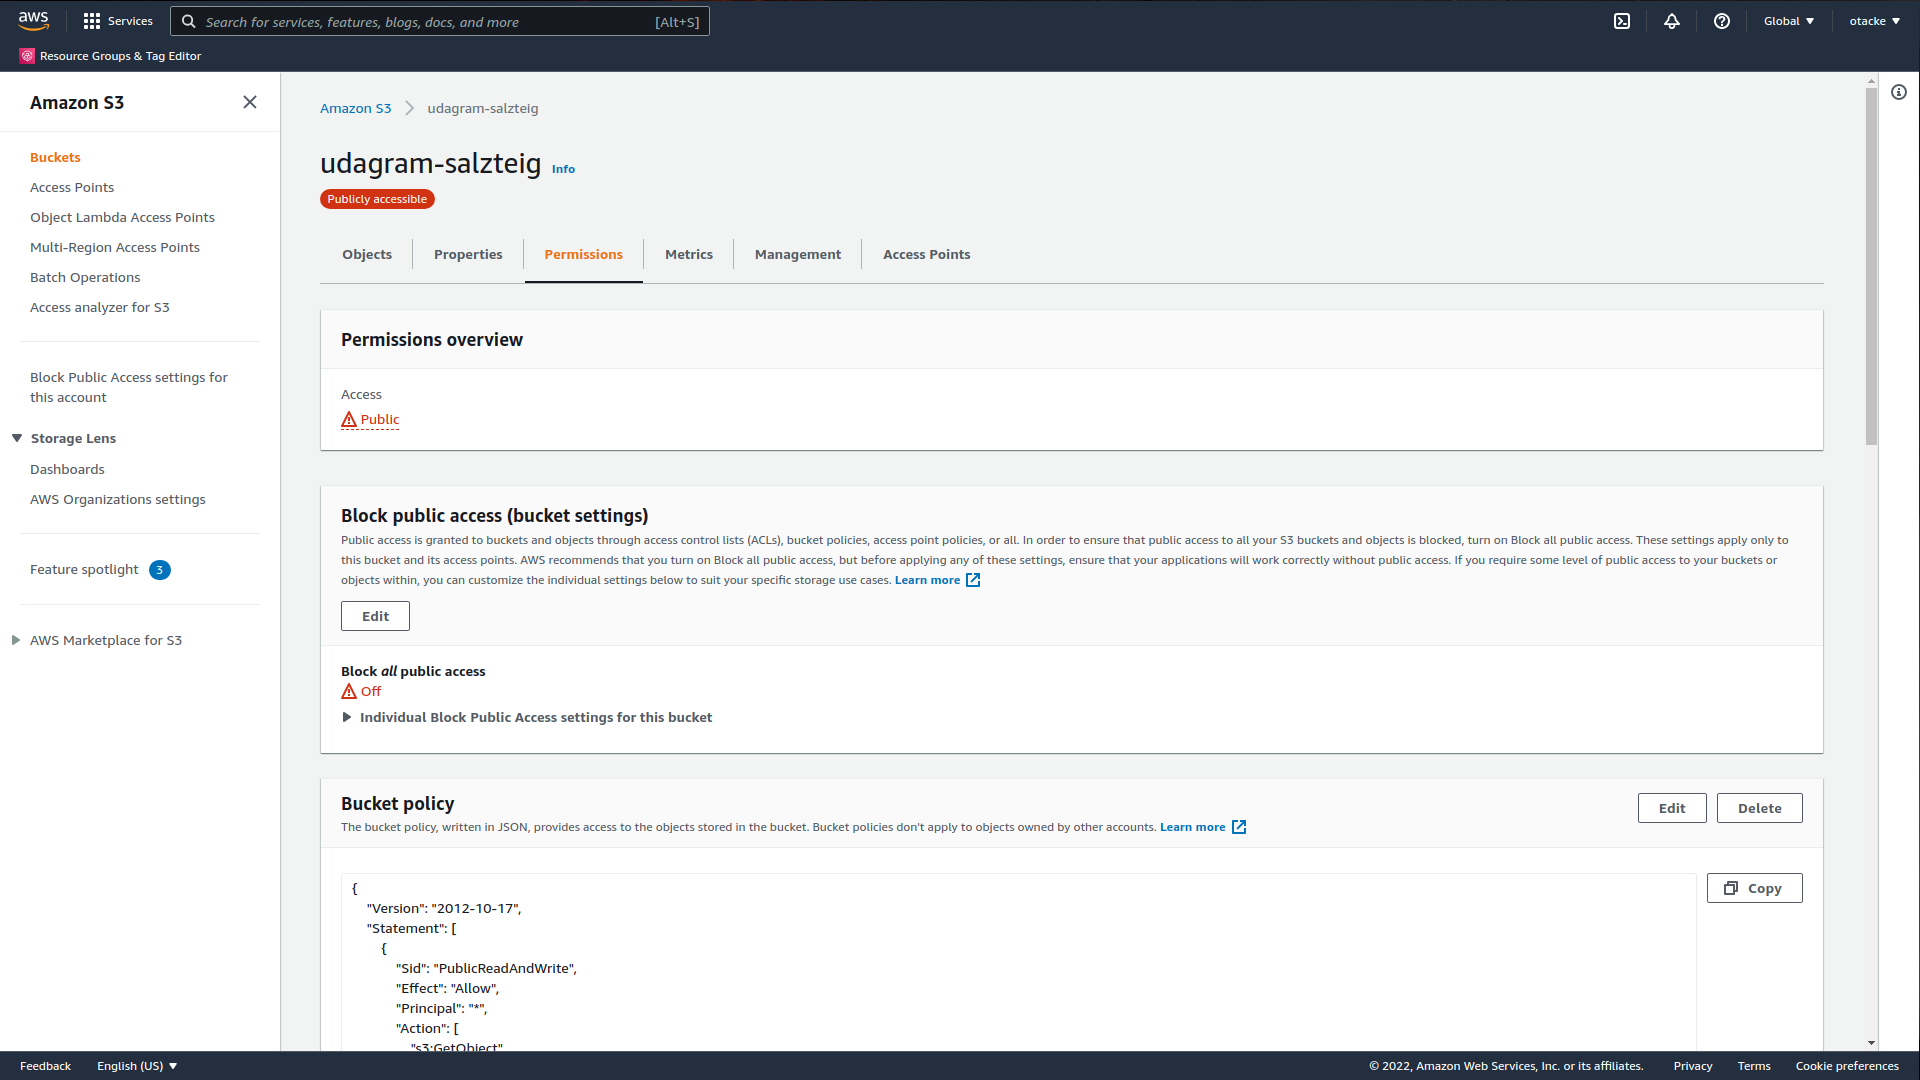 aws
Services
Search for services, features, blogs, docs, and more
[Alt+S]
Global
otacke
Resource Groups & Tag Editor
Amazon S3
Buckets
Access Points
Object Lambda Access Points
Multi-Region Access Points
Batch Operations
Access analyzer for S3
Block Public Access settings for
this account
Storage Lens
Dashboards
AWS Organizations settings
Feature spotlight 3
AWS Marketplace for S3
Amazon S3 udagram-salzteig
udagram-salzteig Info
Publicly accessible
Objects Properties Permissions Metrics Management Access Points
Permissions overview
Access
Public
Block public access (bucket settings)
Public access is granted to buckets and objects through access control lists (ACLs), bucket policies, access point policies, or all. In order to ensure that public access to all your S3 buckets and objects is blocked, turn on Block all public access. These settings apply only to
this bucket and its access points. AWS recommends that you turn on Block all public access, but before applying any of these settings, ensure that your applications will work correctly without public access. If you require some level of public access to your buckets or
objects within, you can customize the individual settings below to suit your specific storage use cases. Learn more
Edit
Block all public access
Off
Individual Block Public Access settings for this bucket
Bucket policy
The bucket policy, written in JSON, provides access to the objects stored in the bucket. Bucket policies don't apply to objects owned by other accounts. Learn more
Edit
Delete
Copy
{
"Version": "2012-10-17",
"Statement": [
{
"Sid": "PublicReadAndWrite",
"Effect": "Allow",
"Principal": "*",
"Action": [
"s3:GetObject"
Feedback
English (US)
© 2022, Amazon Web Services, Inc. or its affiliates.
Privacy
Terms
Cookie preferences